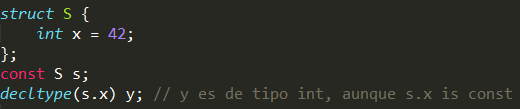 struct S {
    int x = 42;
};
const S s;
decltype(s.x) y; // y es de tipo int, aunque s.x is const